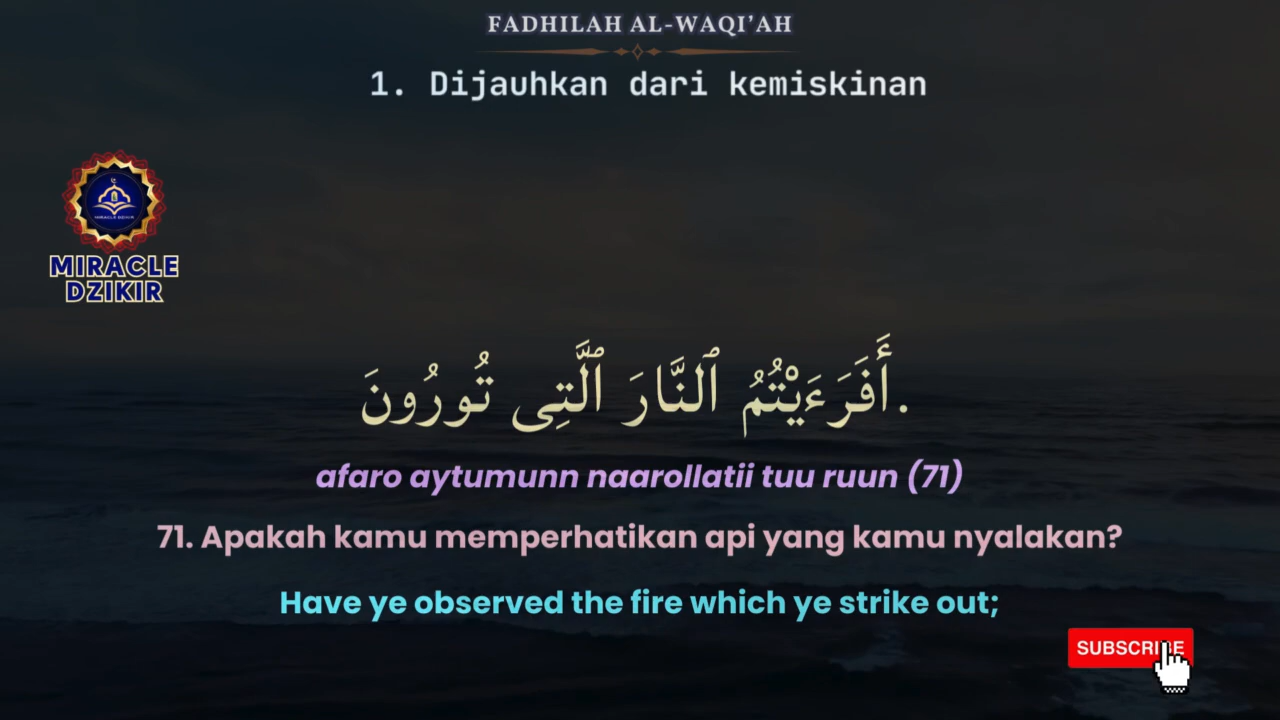 FADHILAH AL-WAQI'AH
1. Dijauhkan dari kemiskinan
MIRACLE
DZIKIR
أَفَرَءَيْتُمُ ٱلنَّارَ ٱلَّتِى تُورُونَ.
afaro aytumunn naarollatii tuu ruun (71)
71. Apakah kamu memperhatikan api yang kamu nyalakan?
Have ye observed the fire which ye strike out;
SUBSCRIBE